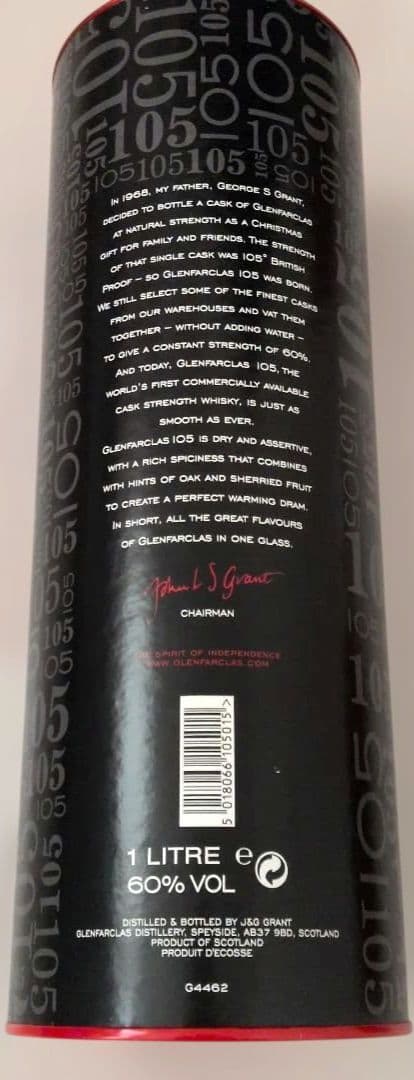 105
105105105
IN 1968, MY FATHER, GEORGE S GRANT,
DECIDED TO BOTTLE A CASK OF GLENFARCLAS
AT NATURAL STRENGTH AS A CHRISTMAS
GIFT FOR FAMILY AND FRIENDS. THE STRENGTH
OF THAT SINGLE CASK WAS 105° BRITISH
PROOF – SO GLENFARCLAS 105 WAS BORN.
WE STILL SELECT SOME OF THE FINEST CASKS
FROM OUR WAREHOUSES AND VAT THEM
TOGETHER – WITHOUT ADDING WATER –
TO GIVE A CONSTANT STRENGTH OF 60%.
AND TODAY, GLENFARCLAS 105, THE
WORLD'S FIRST COMMERCIALLY AVAILABLE
CASK STRENGTH WHISKY, IS JUST AS
SMOOTH AS EVER.
GLENFARCLAS 105 IS DRY AND ASSERTIVE,
WITH A RICH SPICINESS THAT COMBINES
WITH HINTS OF OAK AND SHERRIED FRUIT
TO CREATE A PERFECT WARMING DRAM.
IN SHORT, ALL THE GREAT FLAVOURS
OF GLENFARCLAS IN ONE GLASS.
John L S Grant
CHAIRMAN
THE SPIRIT OF INDEPENDENCE
WWW.GLENFARCLAS.COM
5 018066 105015 >
1 LITRE e
60% VOL
DISTILLED & BOTTLED BY J&G GRANT
GLENFARCLAS DISTILLERY, SPEYSIDE, AB37 9BD, SCOTLAND
PRODUCT OF SCOTLAND
PRODUIT D'ECOSSE
G4462